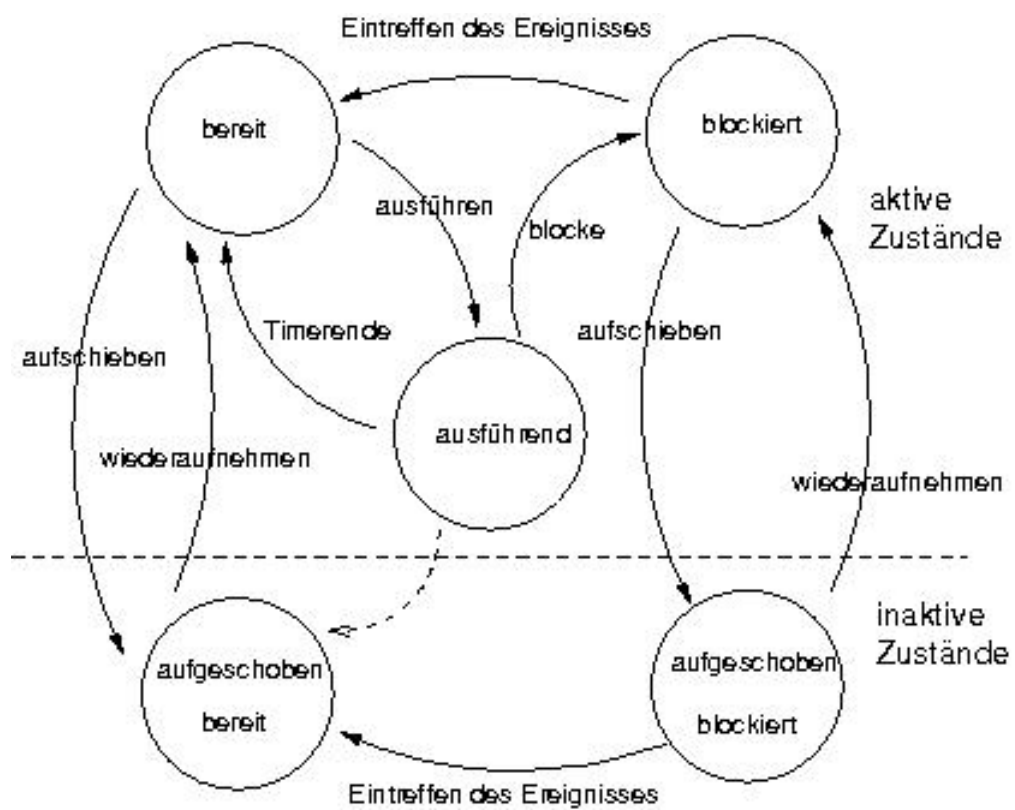 Eintreffen des Ereignisses
bereit
blockiert
ausführen
blocke
aktive
Zustände
Timerende
aufschieben
aufschieben
ausführend
wiederaufnehmen
wiederaufnehmen
inaktive
Zustände
aufgeschoben
bereit
aufgeschoben
blockiert
Eintreffen des Ereignisses